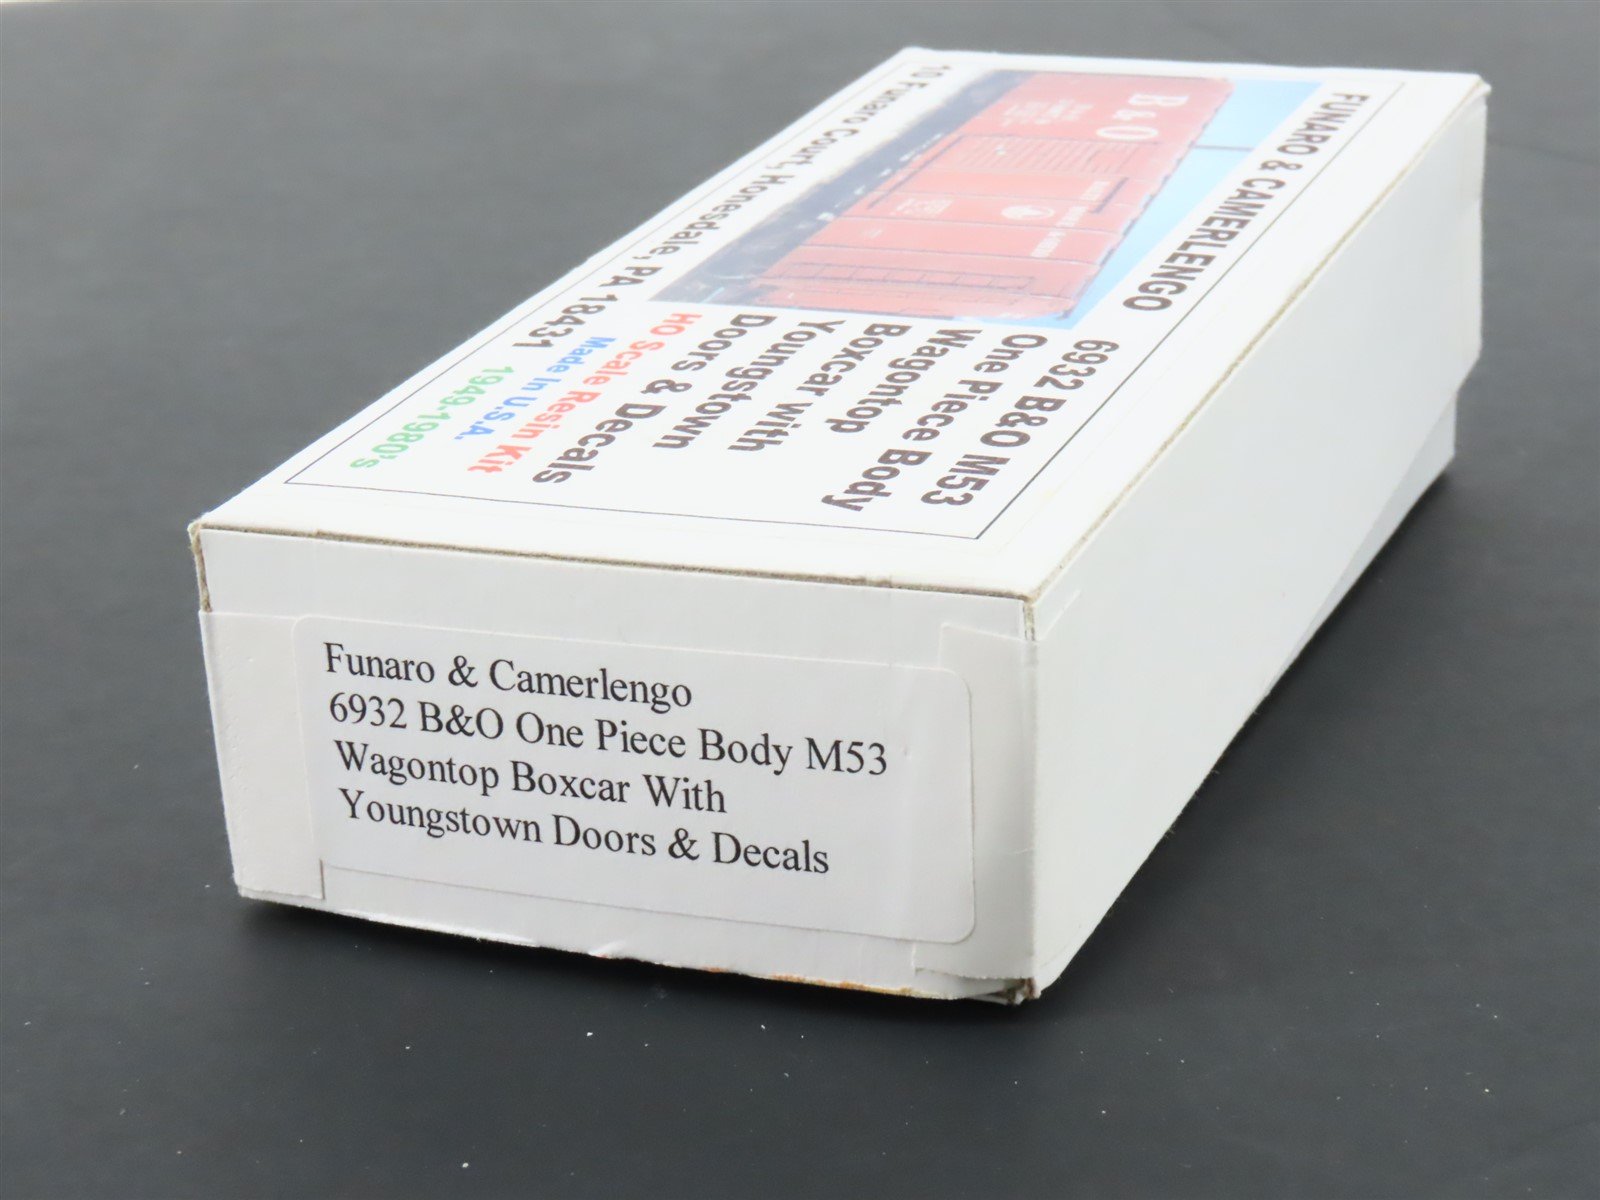 FUNARO & CAMERLENGO
6932 B&O M53
One Piece Body
Wagontop
Boxcar with
Youngstown
Doors & Decals
HO Scale Resin Kit
Made In U.S.A.
1949-1980's
10 Funaro Court, Honesdale, PA 18431
B&O
Funaro & Camerlengo
6932 B&O One Piece Body M53
Wagontop Boxcar With
Youngstown Doors & Decals